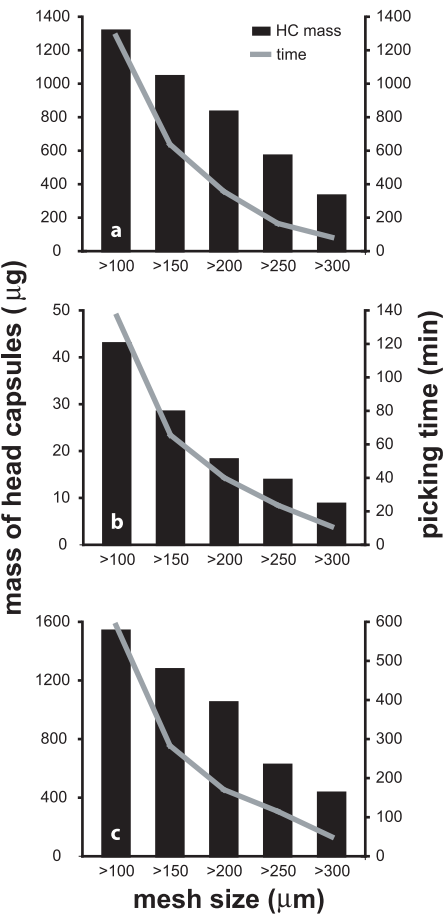 1400 1400
1200 HC mass 1200
1000 time 1000
800 800
600 600
400 400
200 200
0 a 0
>100 >150 >200 >250 >300
50 140
40 120
100
30 80
20 60
40
10 20
0 b 0
>100 >150 >200 >250 >300
1600 600
1200 500
400
800 300
400 200
100
0 c 0
>100 >150 >200 >250 >300
mass of head capsules (µg)
picking time (min)
mesh size (µm)